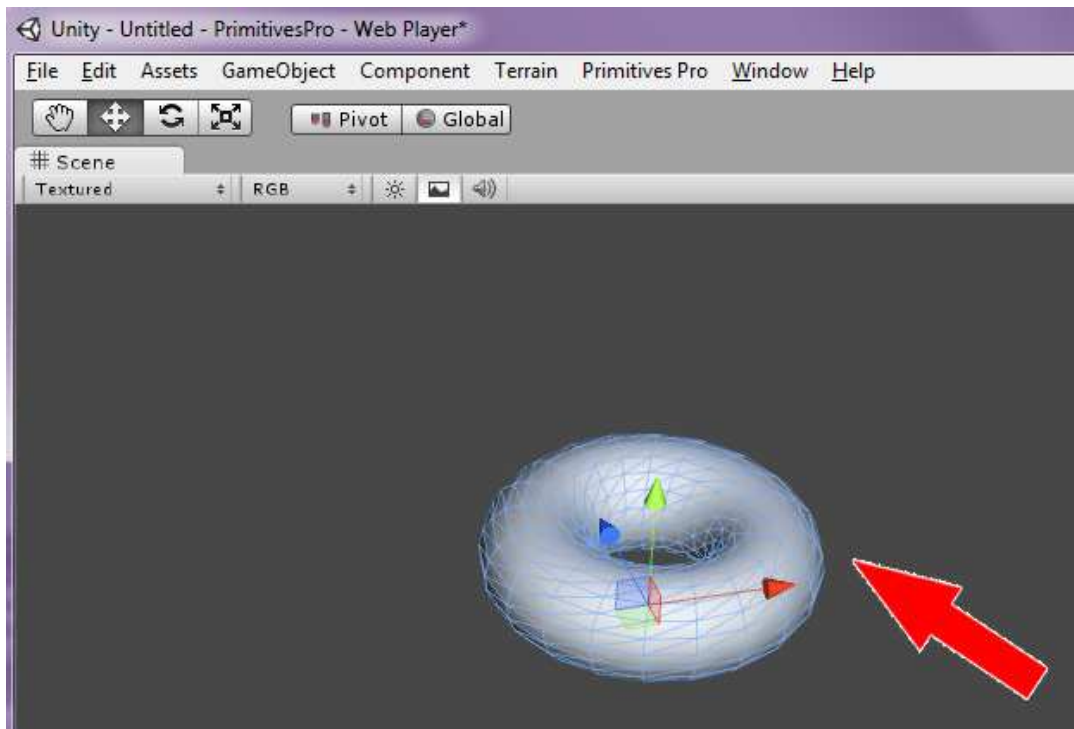 Unity - Untitled - PrimitivesPro - Web Player*
File Edit Assets GameObject Component Terrain Primitives Pro Window Help
Pivot Global
# Scene
Textured RGB